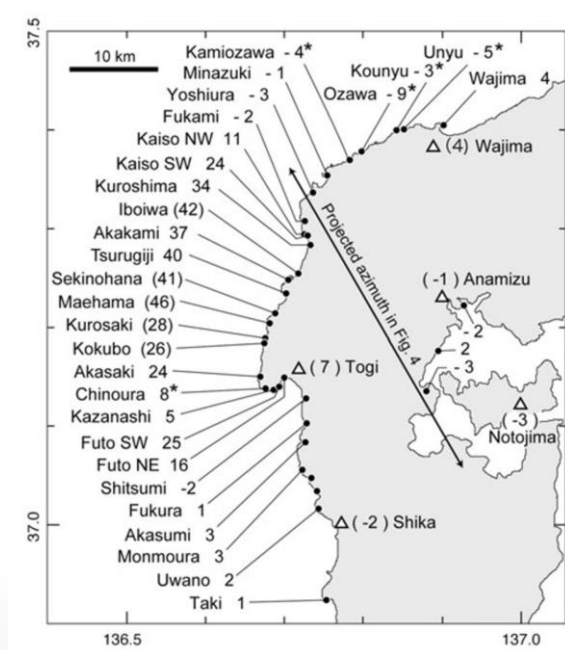 37.5
10 km
Kamiozawa - 4*
Minazuki - 1
Yoshiura - 3
Fukami - 2
Kaiso NW 11
Kaiso SW 24
Kuroshima 34
Iboiwa (42)
Akakami 37
Tsurugiji 40
Sekinohana (41)
Maehama (46)
Kurosaki (28)
Kokubo (26)
Akasaki 24
Chinoura 8*
Kazanashi 5
Futo SW 25
Futo NE 16
Shitsumi -2
Fukura 1
Akasumi 3
Monmoura 3
Uwano 2
Taki 1
Unyu - 5*
Kounyu - 3*
Ozawa - 9*
Wajima 4
(4) Wajima
Projected azimuth in Fig. 4
( -1) Anamizu
- 2
2
- 3
( 7 ) Togi
( -3)
Notojima
( -2) Shika
37.0
136.5
137.0